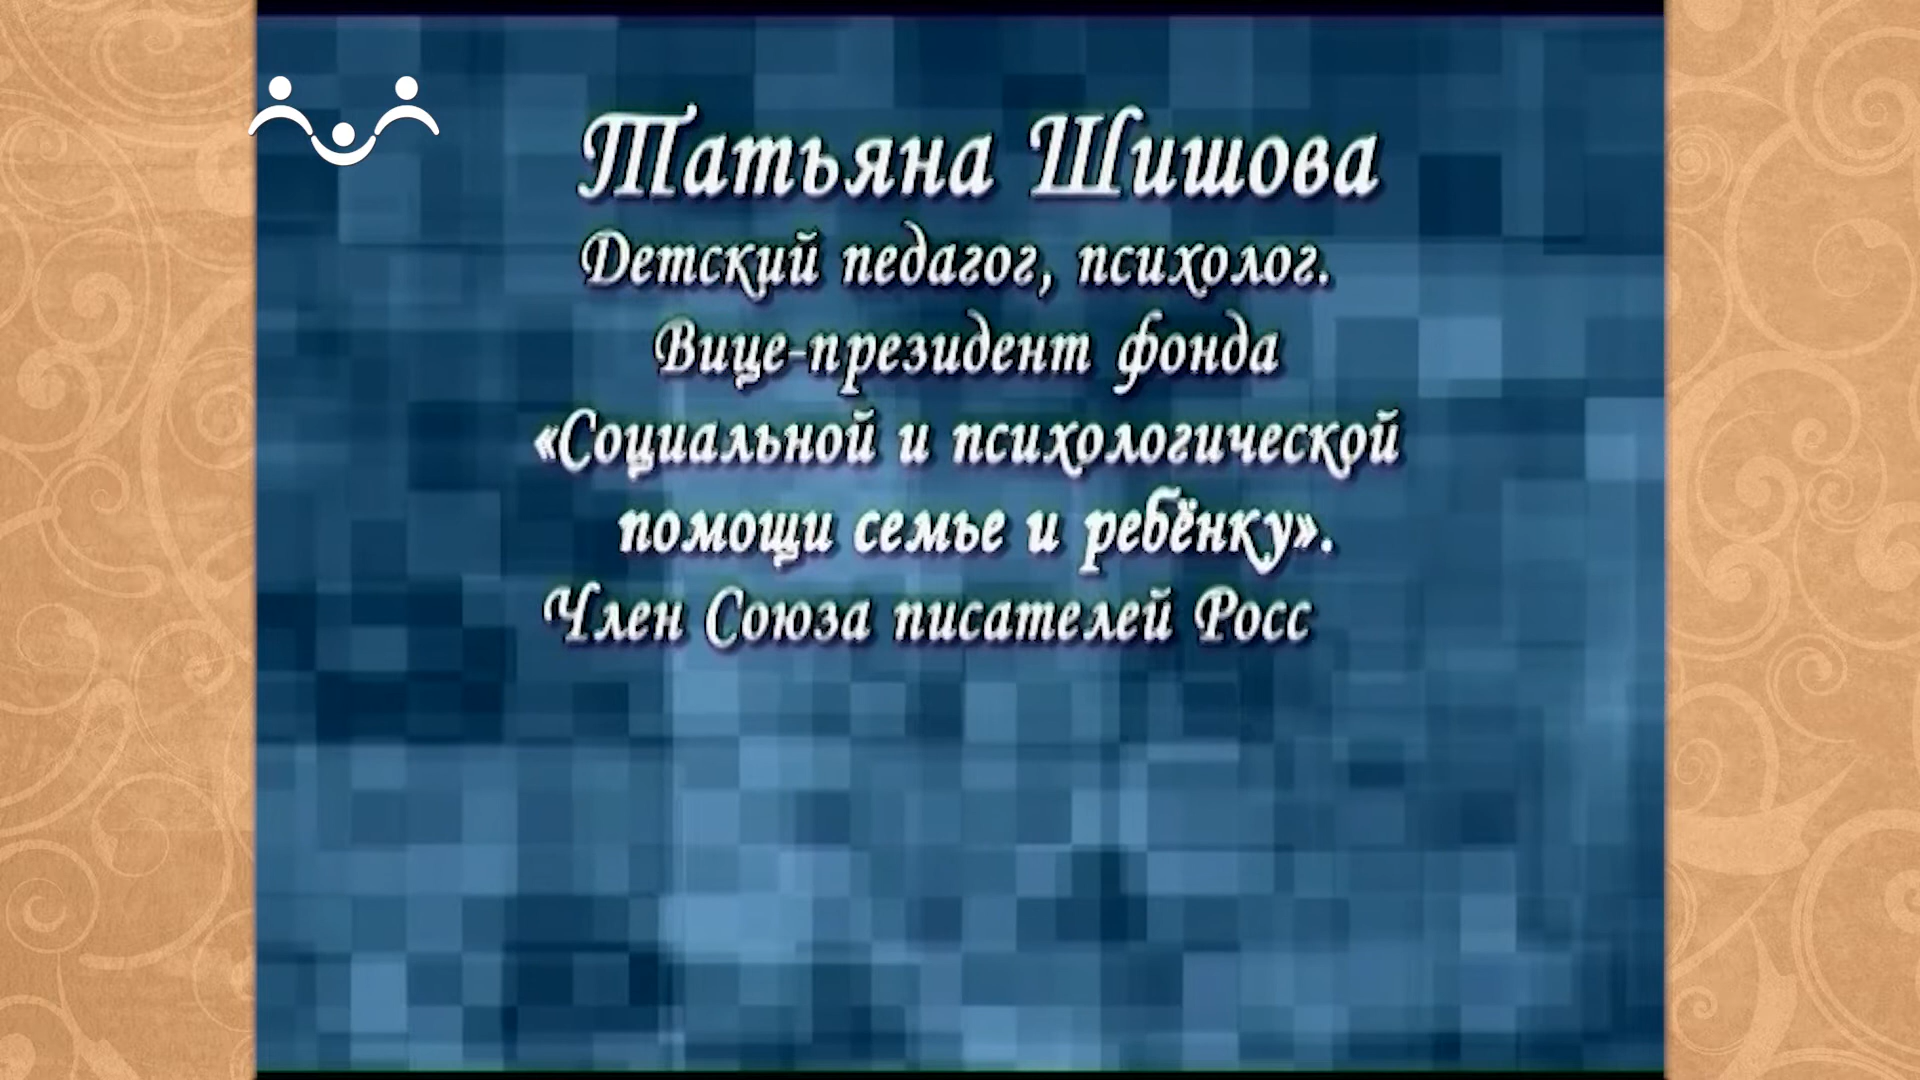 Татьяна Шишова
Детский педагог, психолог.
Вице-президент фонда
«Социальной и психологической
помощи семье и ребёнку».
Член Союза писателей Росс